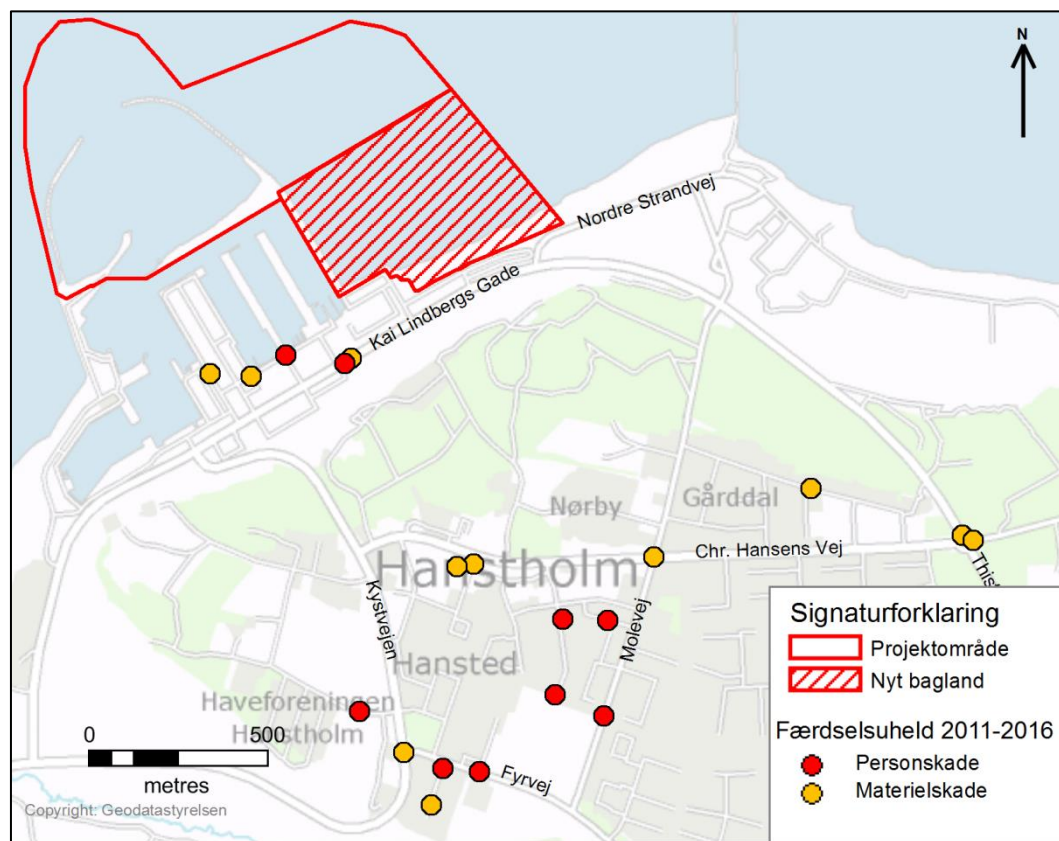 N
Nordre Strandvej
Kai Lindbergs Gade
Nørby
Gårddal
Chr. Hansens Vej
Hanstholm
Kystvejen
Molevej
Hansted
Haveforeningen
Hanstholm
Fyrvej
0 500
metres
Copyright: Geodatastyrelsen
Signaturforklaring
Projektområde
Nyt bagland
Færdselsuheld 2011-2016
Personskade
Materielskade